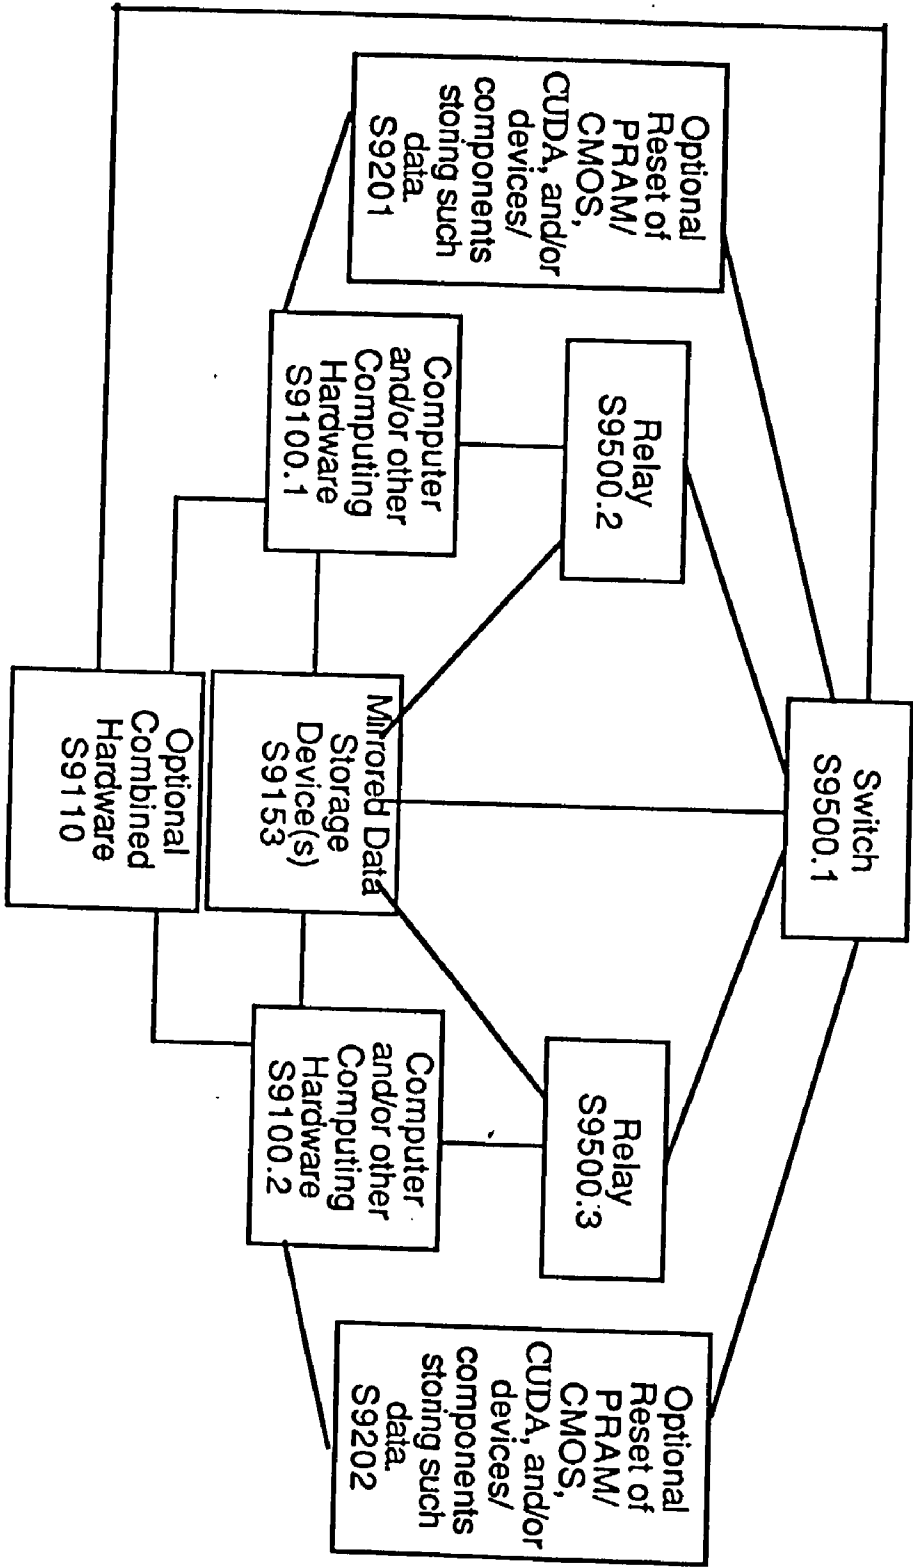 Switch
S9500.1
Optional
Reset of
PRAM/
CMOS,
CUDA, and/or
devices/
components
storing such
data.
S9201
Relay
S9500.2
Relay
S9500.3
Optional
Reset of
PRAM/
CMOS,
CUDA, and/or
devices/
components
storing such
data.
S9202
Computer
and/or other
Computing
Hardware
S9100.1
Mirrored Data
Storage
Device(s)
S9153
Computer
and/or other
Computing
Hardware
S9100.2
Optional
Combined
Hardware
S9110